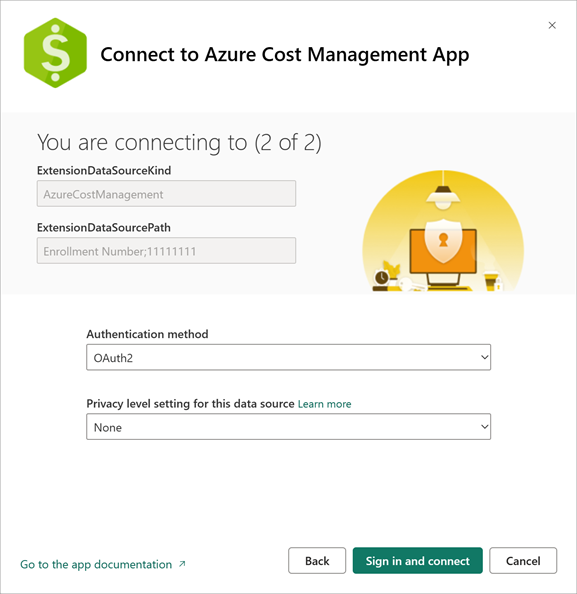 Connect to Azure Cost Management App
You are connecting to (2 of 2)
ExtensionDataSourceKind
AzureCostManagement
ExtensionDataSourcePath
Enrollment Number;11111111
Authentication method
OAuth2
Privacy level setting for this data source Learn more
None
Go to the app documentation
Back
Sign in and connect
Cancel